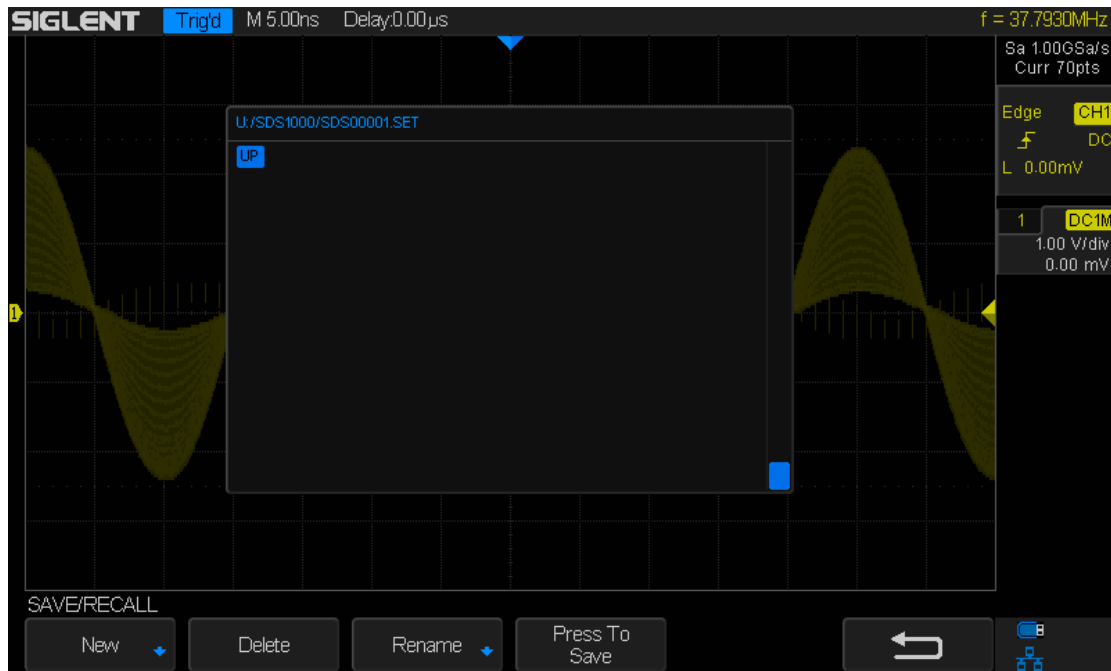 SIGLENT Trig'd M 5.00ns Delay:0.00µs f = 37.7930MHz
Sa 1.00GSa/s
Curr 70pts
Edge CH1
DC
L 0.00mV
U:/SDS1000/SDS00001.SET
UP
1 DC1M
1.00 V/div
0.00 mV
1
SAVE/RECALL
New Delete Rename Press To
Save